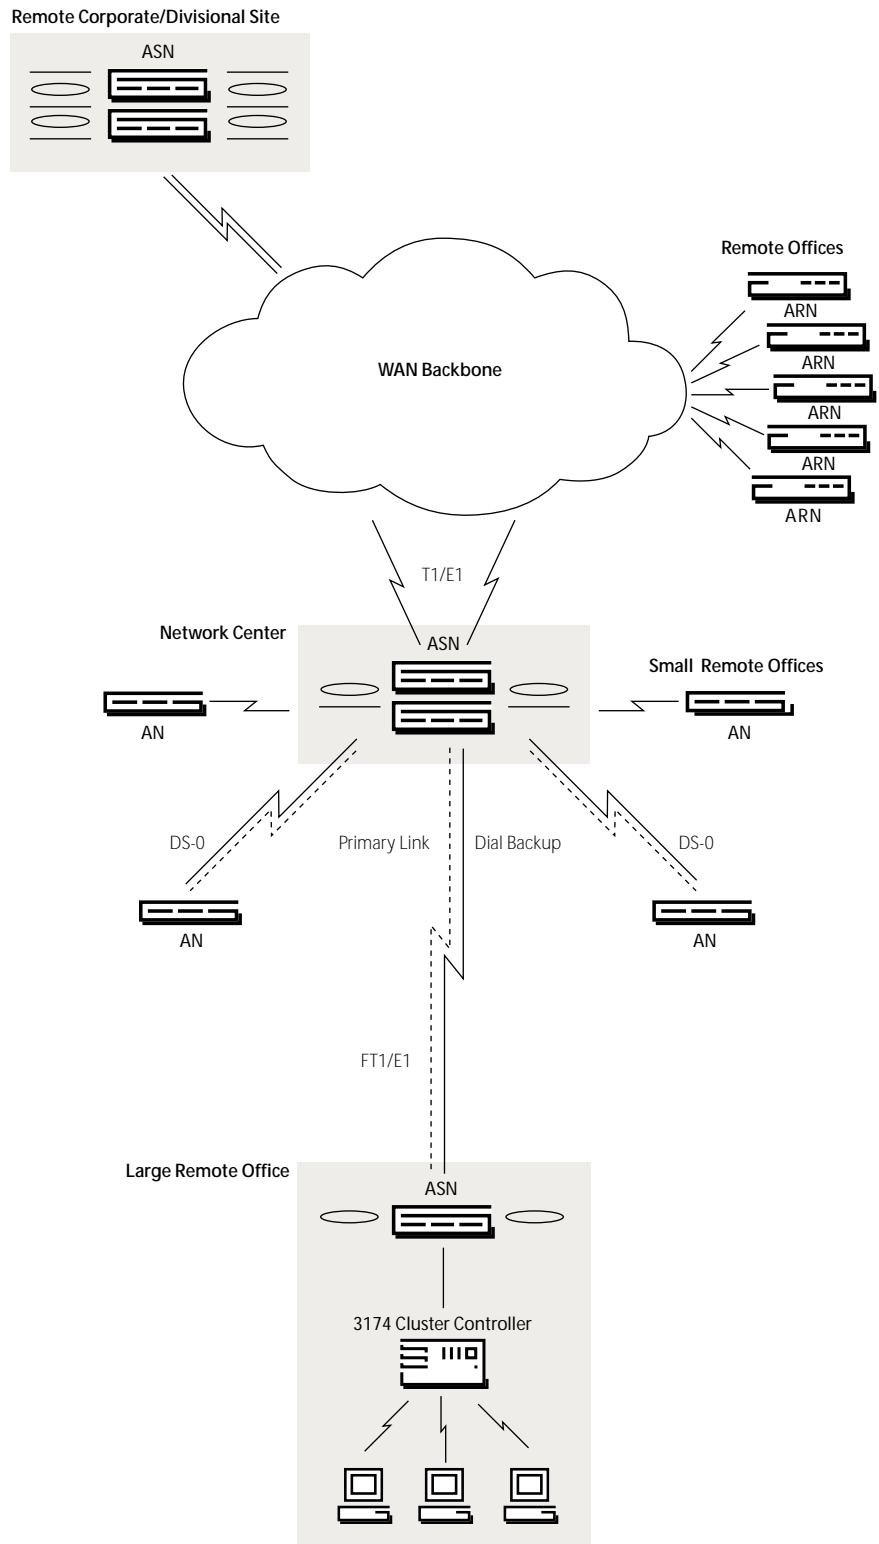 Remote Corporate/Divisional Site
ASN
Remote Offices
ARN
ARN
WAN Backbone
ARN
ARN
ARN
T1/E1
Network Center
ASN
Small Remote Offices
AN
AN
DS-0
Primary Link
Dial Backup
DS-0
AN
AN
FT1/E1
Large Remote Office
ASN
3174 Cluster Controller